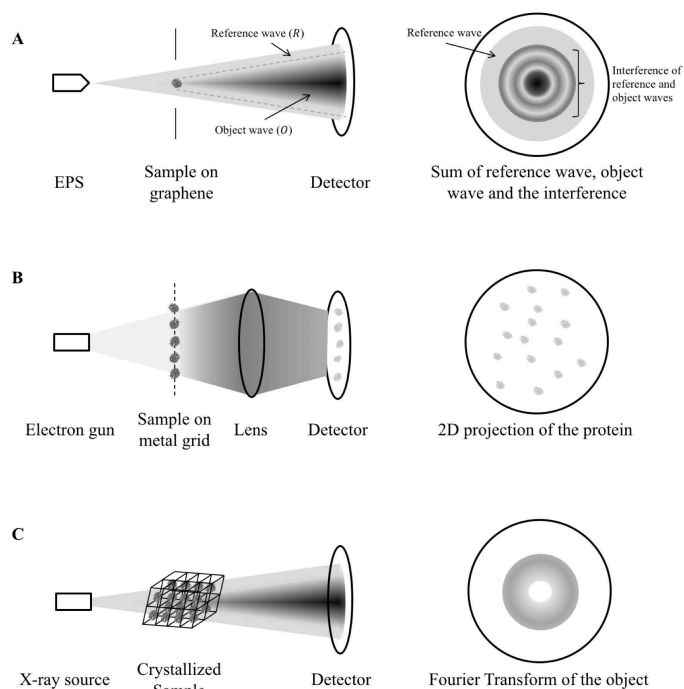 A
Reference wave (R)
Object wave (O)
EPS
Sample on
graphene
Detector
Reference wave
Interference of
reference and
object waves
Sum of reference wave, object
wave and the interference
B
Electron gun
Sample on
metal grid
Lens
Detector
2D projection of the protein
C
X-ray source
Crystallized
Sample
Detector
Fourier Transform of the object